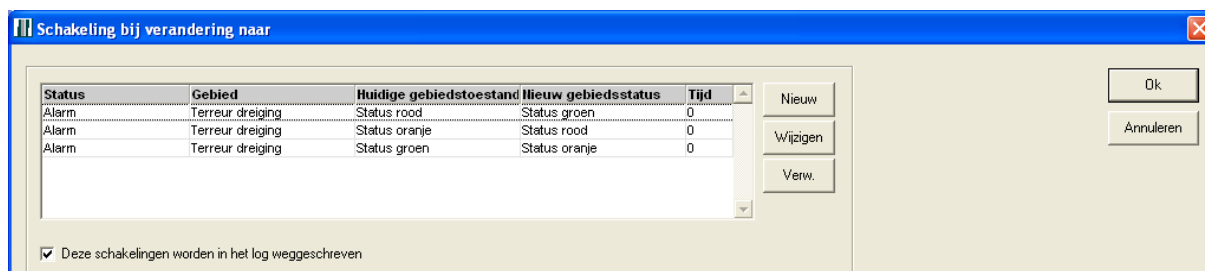 Schakeling bij verandering naar
Status Gebied Huidige gebiedstoestand Nieuw gebiedsstatus Tijd
Alarm Terreur dreiging Status rood Status groen 0
Alarm Terreur dreiging Status oranje Status rood 0
Alarm Terreur dreiging Status groen Status oranje 0
Nieuw
Wijzigen
Verw.
Ok
Annuleren
Deze schakelingen worden in het log weggeschreven